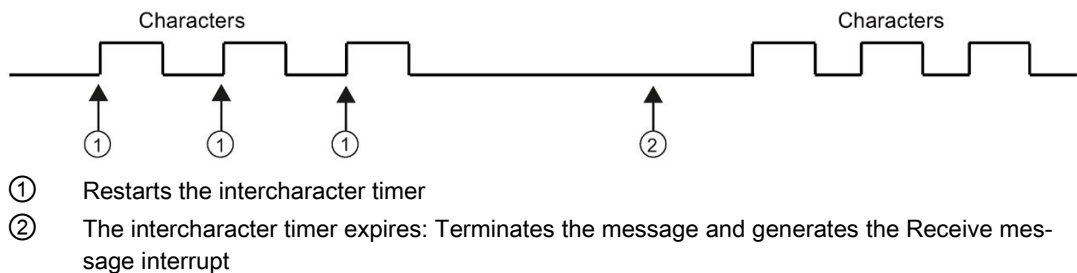 Characters Characters
① ① ① ②
① Restarts the intercharacter timer
② The intercharacter timer expires: Terminates the message and generates the Receive mes-
sage interrupt